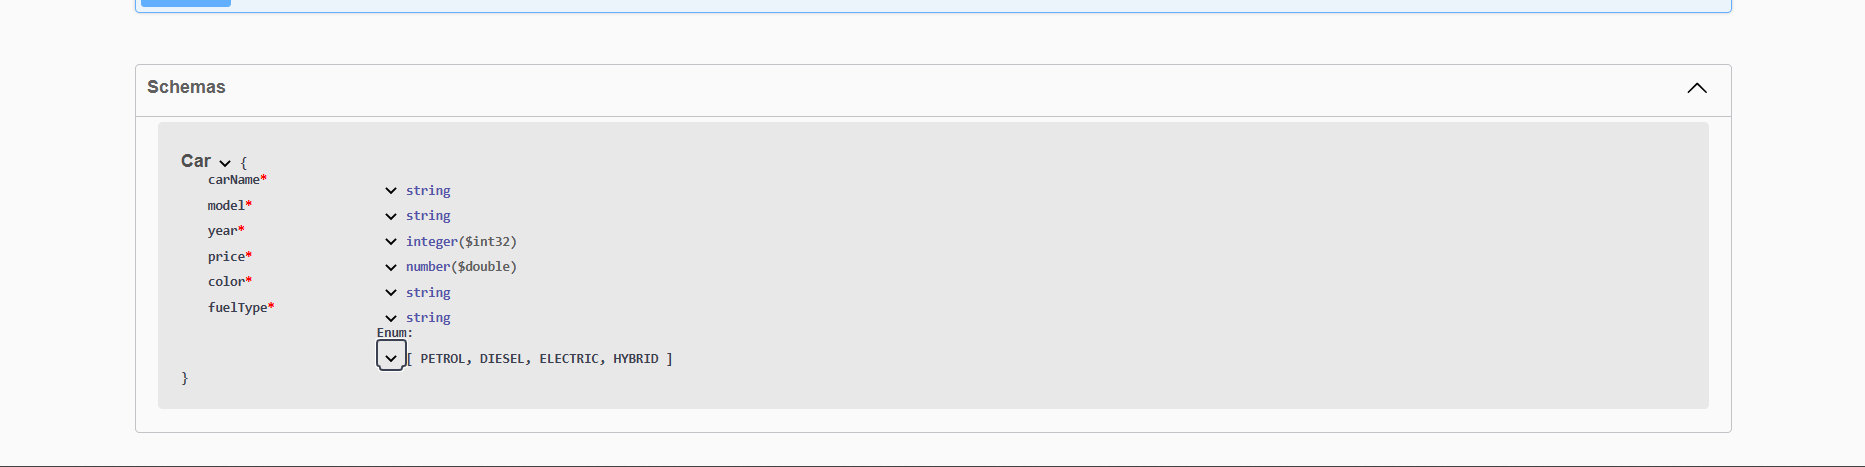 Schemas
Car {
carName* string
model* string
year* integer($int32)
price* number($double)
color* string
fuelType* string
Enum:
[ PETROL, DIESEL, ELECTRIC, HYBRID ]
}